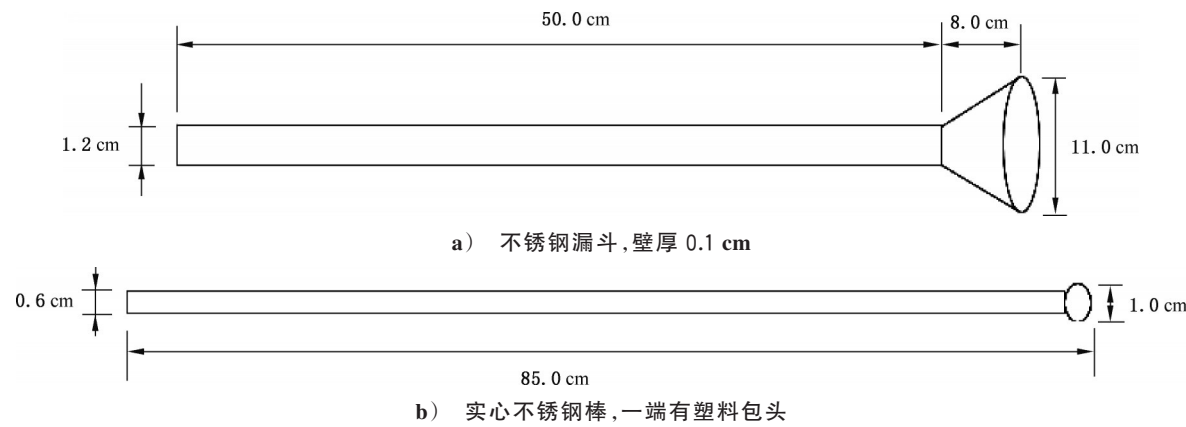 50.0 cm
8.0 cm
1.2 cm
11.0 cm
a） 不锈钢漏斗,壁厚 0.1 cm
0.6 cm
1.0 cm
85.0 cm
b） 实心不锈钢棒,一端有塑料包头